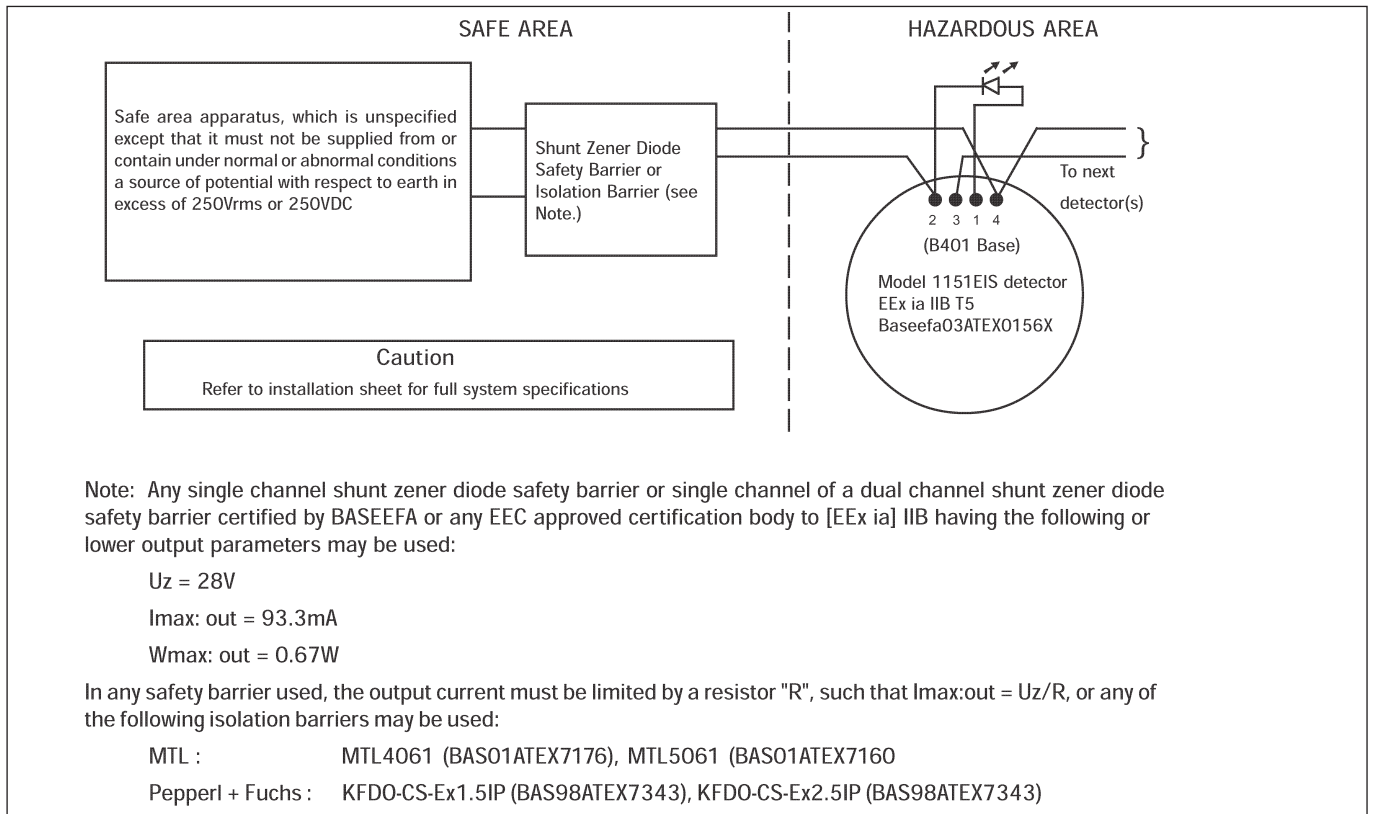 SAFE AREA
HAZARDOUS AREA
Safe area apparatus, which is unspecified
except that it must not be supplied from or
contain under normal or abnormal conditions
a source of potential with respect to earth in
excess of 250Vrms or 250VDC
Shunt Zener Diode
Safety Barrier or
Isolation Barrier (see
Note.)
}
To next
detector(s)
2 3 1 4
(B401 Base)
Model 1151EIS detector
EEx ia IIB T5
Baseefa03ATEX0156X
Caution
Refer to installation sheet for full system specifications
Note: Any single channel shunt zener diode safety barrier or single channel of a dual channel shunt zener diode
safety barrier certified by BASEEFA or any EEC approved certification body to [EEx ia] IIB having the following or
lower output parameters may be used:
Uz = 28V
Imax: out = 93.3mA
Wmax: out = 0.67W
In any safety barrier used, the output current must be limited by a resistor "R", such that Imax:out = Uz/R, or any of
the following isolation barriers may be used:
MTL : MTL4061 (BAS01ATEX7176), MTL5061 (BAS01ATEX7160
Pepperl + Fuchs : KFDO-CS-Ex1.5IP (BAS98ATEX7343), KFDO-CS-Ex2.5IP (BAS98ATEX7343)